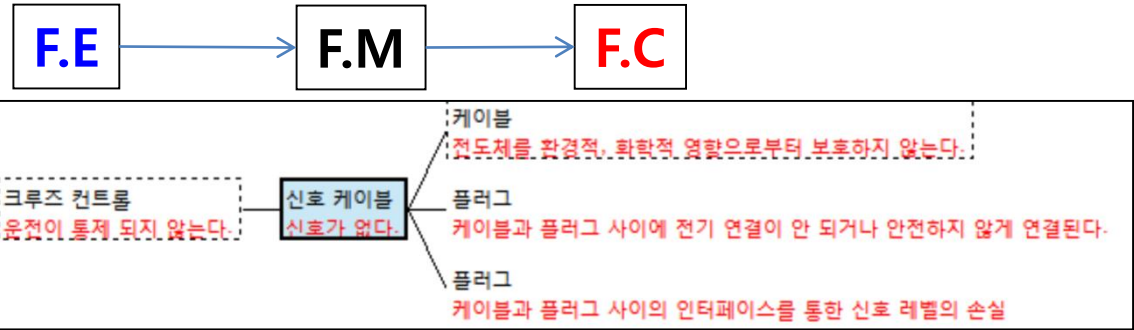 F.E
F.M
F.C
케이블
전도체를 환경적, 화학적 영향으로부터 보호하지 않는다.
크루즈 컨트롤
운전이 통제 되지 않는다.
신호 케이블
신호가 없다.
플러그
케이블과 플러그 사이에 전기 연결이 안 되거나 안전하지 않게 연결된다.
플러그
케이블과 플러그 사이의 인터페이스를 통한 신호 레벨의 손실